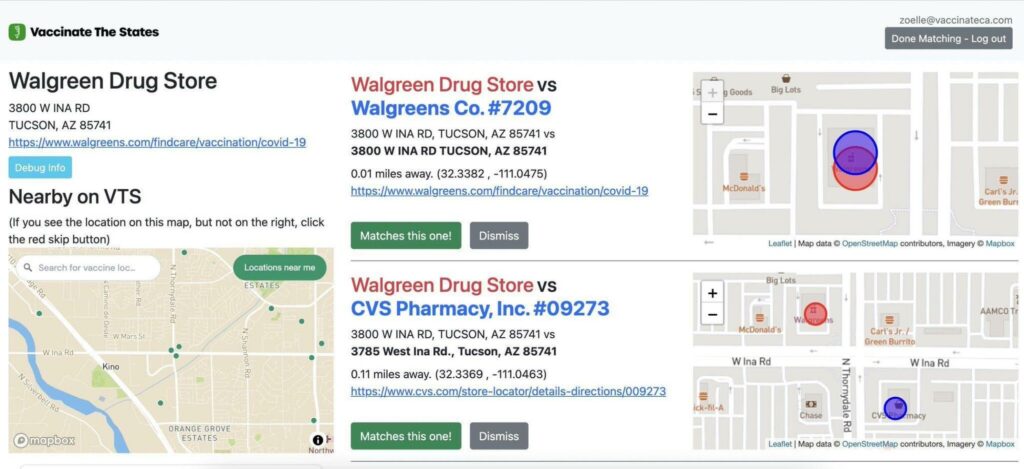 Vaccinate The States
zoelle@vaccinateca.com
Done Matching - Log out
Walgreen Drug Store
3800 W INA RD
TUCSON, AZ 85741
https://www.walgreens.com/findcare/vaccination/covid-19
Debug Info
Nearby on VTS
(If you see the location on this map, but not on the right, click
the red skip button)
Search for vaccine loc...
Locations near me
N Thornydale Rd
ESTATES
W Mars St
W Ina Rd
Kino
N Silverbell Rd
ORANGE GROVE
ESTATES
mapbox
Walgreen Drug Store vs
Walgreens Co. #7209
3800 W INA RD, TUCSON, AZ 85741 vs
3800 W INA RD TUCSON, AZ 85741
0.01 miles away. (32.3382 , -111.0475)
https://www.walgreens.com/findcare/vaccination/covid-19
Matches this one!
Dismiss
+
−
Big Lots
McDonald's
Carl's Jr./
Green Burrito
Leaflet | Map data © OpenStreetMap contributors, Imagery © Mapbox
Walgreen Drug Store vs
CVS Pharmacy, Inc. #09273
3800 W INA RD, TUCSON, AZ 85741 vs
3785 West Ina Rd., Tucson, AZ 85741
0.11 miles away. (32.3369 , -111.0463)
https://www.cvs.com/store-locator/details-directions/009273
Matches this one!
Dismiss
+
−
Big Lots
McDonald's
Walgreens
Carl's Jr. /
Green Burrito
AAMCO Tr
W Ina Rd
W Ina Rd
N Thornydale Rd
ick-fil-A
Chase
CVS Pharmacy
Leaflet | Map data © OpenStreetMap contributors, Imagery © Mapbox